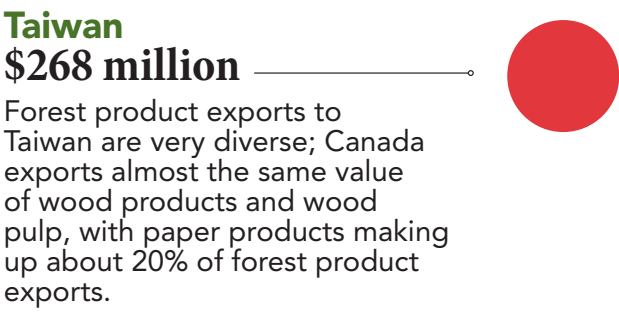 Taiwan
$268 million
Forest product exports to
Taiwan are very diverse; Canada
exports almost the same value
of wood products and wood
pulp, with paper products making
up about 20% of forest product
exports.